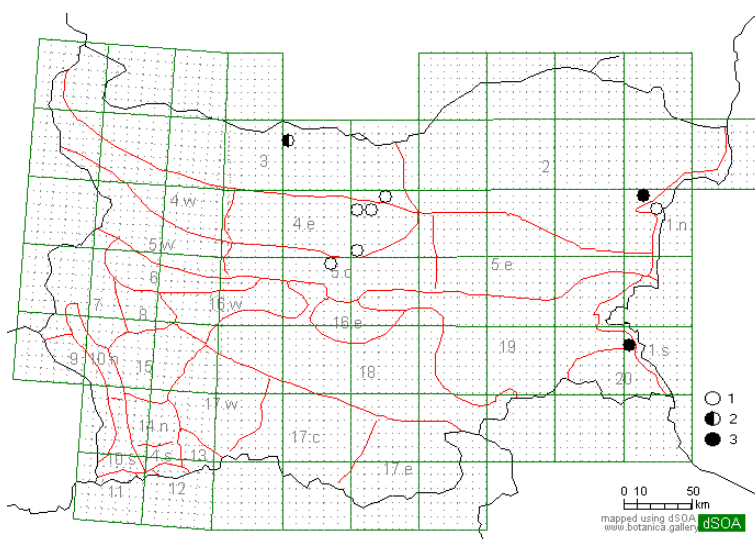 3
2
4.w
4.e
1.n
5.w
5.c
5.e
6
7
8
16.w
16.e
9
10.n
15
18
19
1.s
20
17.w
14.n
17.c
10.s
14.s
13
17.e
11
12
1
2
3
0 10 50
km
mapped using dSOA
www.botanica.gallery
dSOA